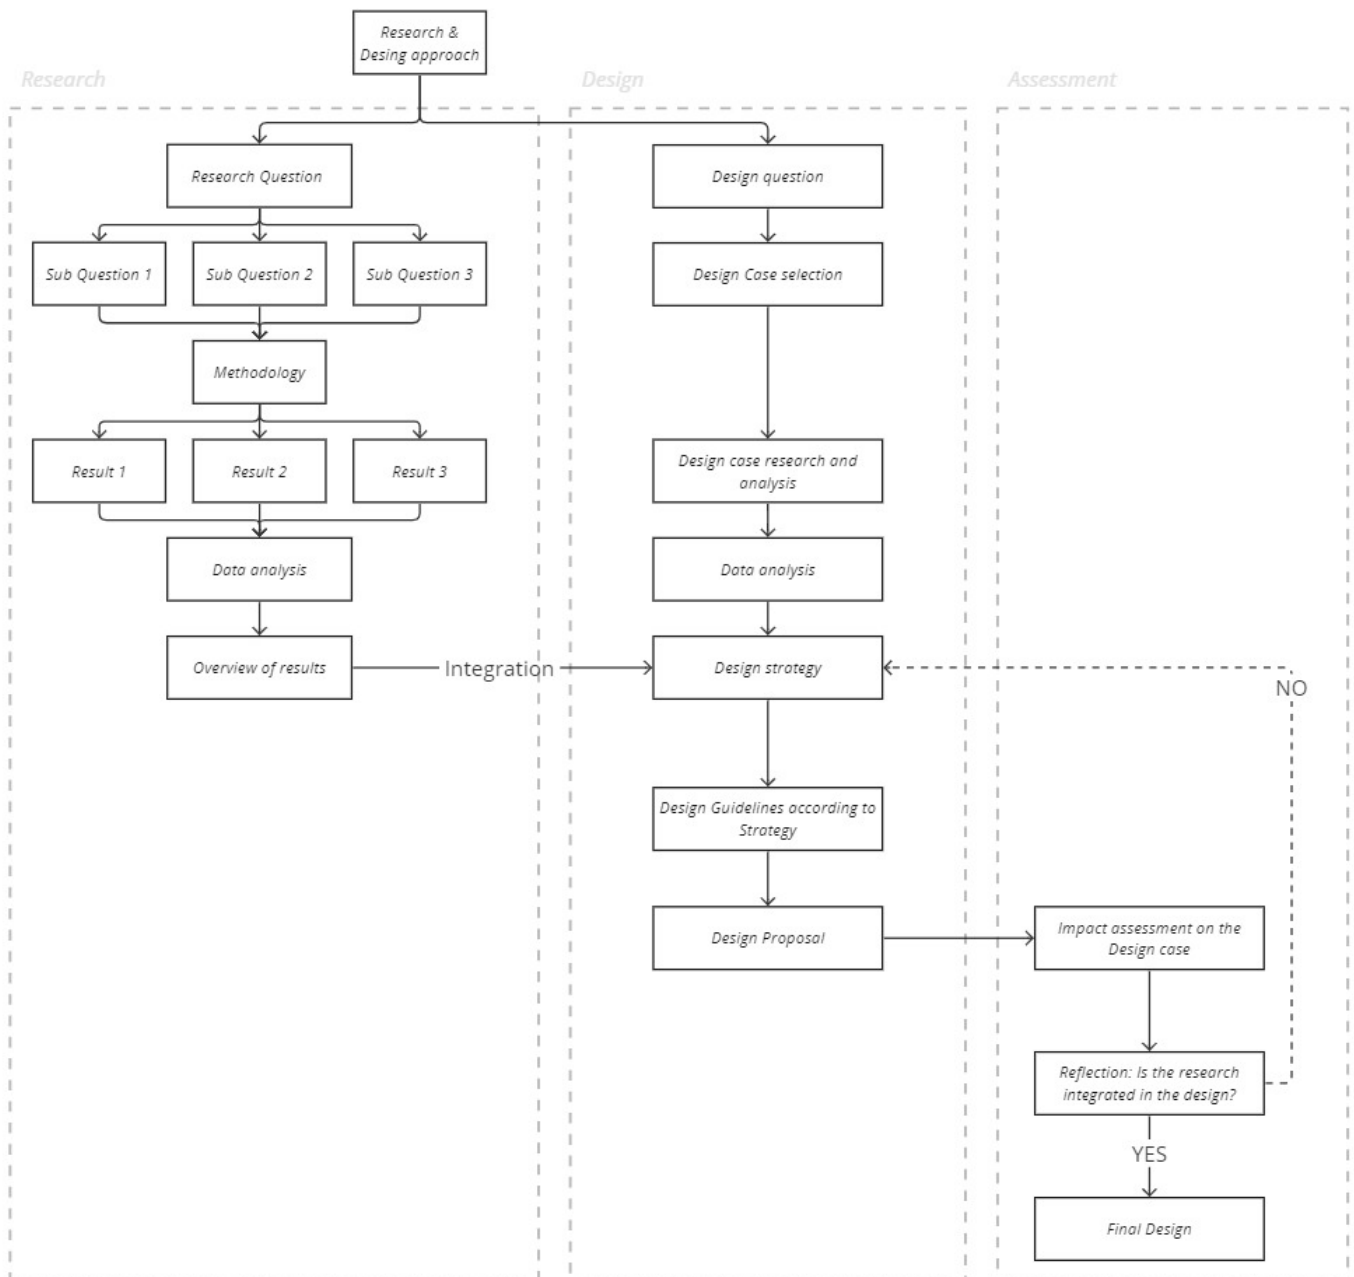 Research &
Desing approach
Research
Design
Assessment
Research Question
Design question
Sub Question 1
Sub Question 2
Sub Question 3
Design Case selection
Methodology
Result 1
Result 2
Result 3
Design case research and
analysis
Data analysis
Data analysis
Overview of results
Integration
Design strategy
NO
Design Guidelines according to
Strategy
Design Proposal
Impact assessment on the
Design case
Reflection: Is the research
integrated in the design?
YES
Final Design